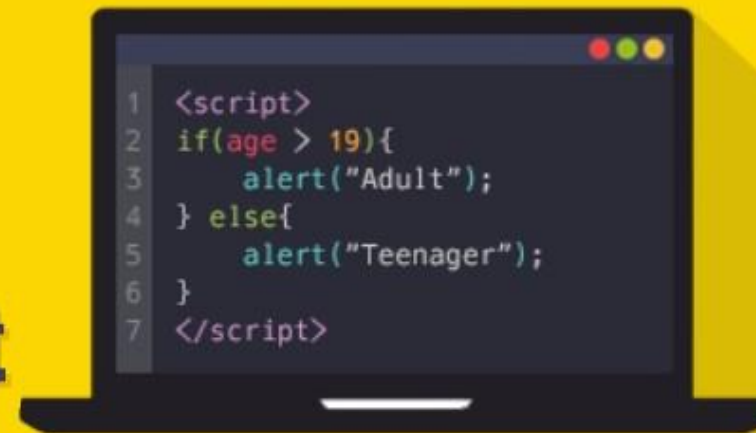 1 <script>
2 if(age > 19){
3 alert("Adult");
4 } else{
5 alert("Teenager");
6 }
7 </script>